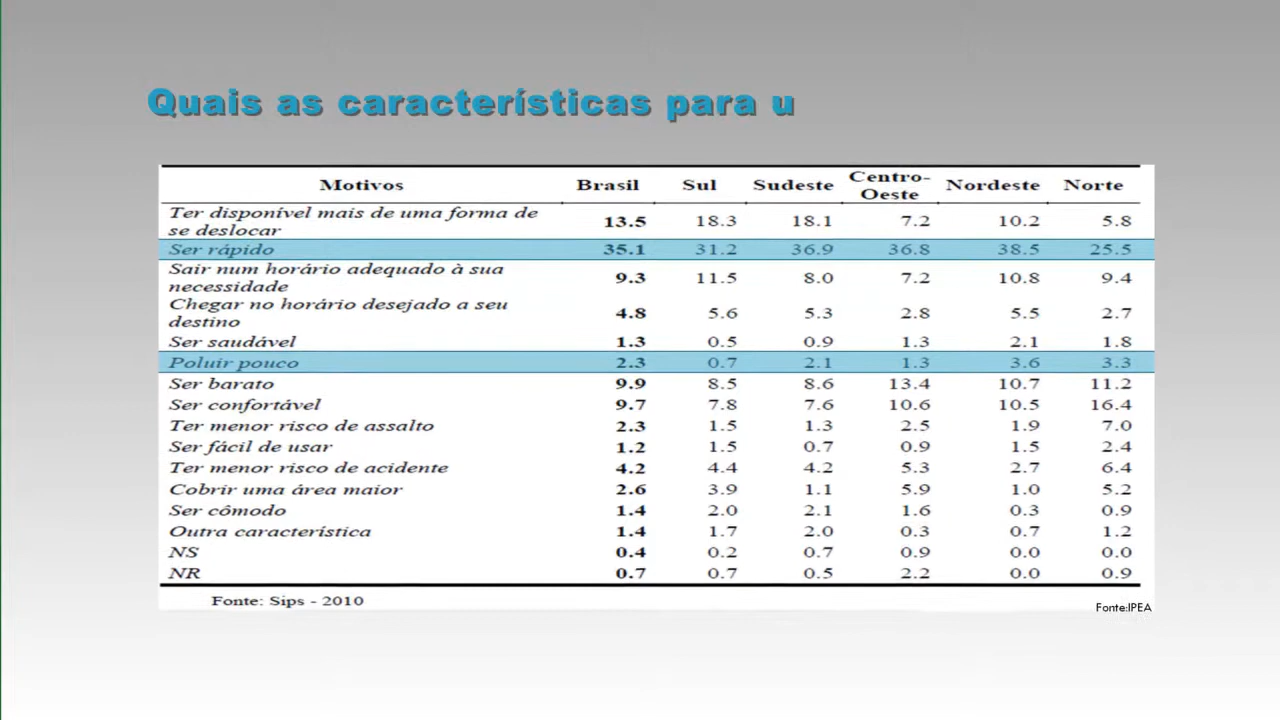 Quais as características para u
Motivos Brasil Sul Sudeste Centro-Oeste Nordeste Norte
Ter disponível mais de uma forma de
se deslocar 13.5 18.3 18.1 7.2 10.2 5.8
Ser rápido 35.1 31.2 36.9 36.8 38.5 25.5
Sair num horário adequado à sua
necessidade 9.3 11.5 8.0 7.2 10.8 9.4
Chegar no horário desejado a seu
destino 4.8 5.6 5.3 2.8 5.5 2.7
Ser saudável 1.3 0.5 0.9 1.3 2.1 1.8
Poluir pouco 2.3 0.7 2.1 1.3 3.6 3.3
Ser barato 9.9 8.5 8.6 13.4 10.7 11.2
Ser confortável 9.7 7.8 7.6 10.6 10.5 16.4
Ter menor risco de assalto 2.3 1.5 1.3 2.5 1.9 7.0
Ser fácil de usar 1.2 1.5 0.7 0.9 1.5 2.4
Ter menor risco de acidente 4.2 4.4 4.2 5.3 2.7 6.4
Cobrir uma área maior 2.6 3.9 1.1 5.9 1.0 5.2
Ser cômodo 1.4 2.0 2.1 1.6 0.3 0.9
Outra característica 1.4 1.7 2.0 0.3 0.7 1.2
NS 0.4 0.2 0.7 0.9 0.0 0.0
NR 0.7 0.7 0.5 2.2 0.0 0.9
Fonte: Sips - 2010
Fonte:IPEA